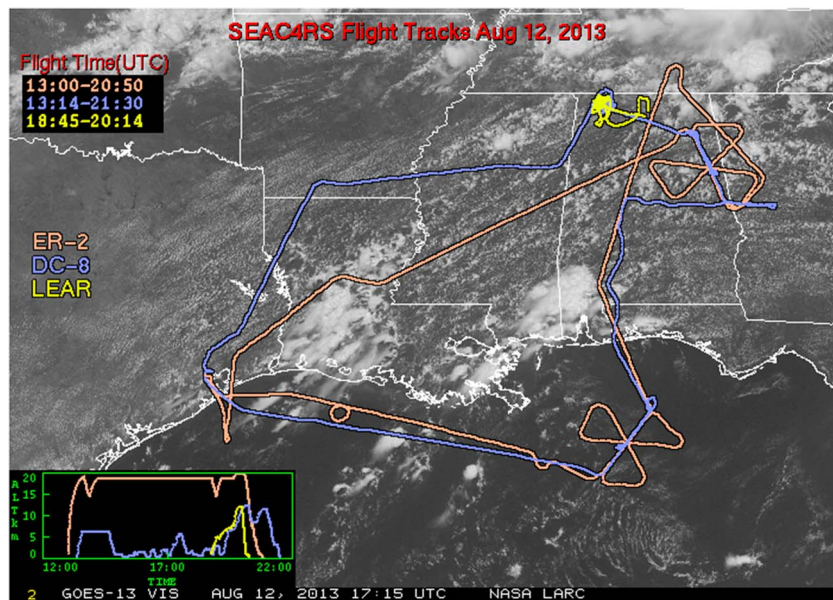 SEAC4RS Flight Tracks Aug 12, 2013
Flight Time(UTC)
13:00-20:50
13:14-21:30
18:45-20:14
ER-2
DC-8
LEAR
ALT km
20
15
10
5
0
12:00 17:00 22:00
TIME
2 GOES-13 VIS AUG 12, 2013 17:15 UTC NASA LARC